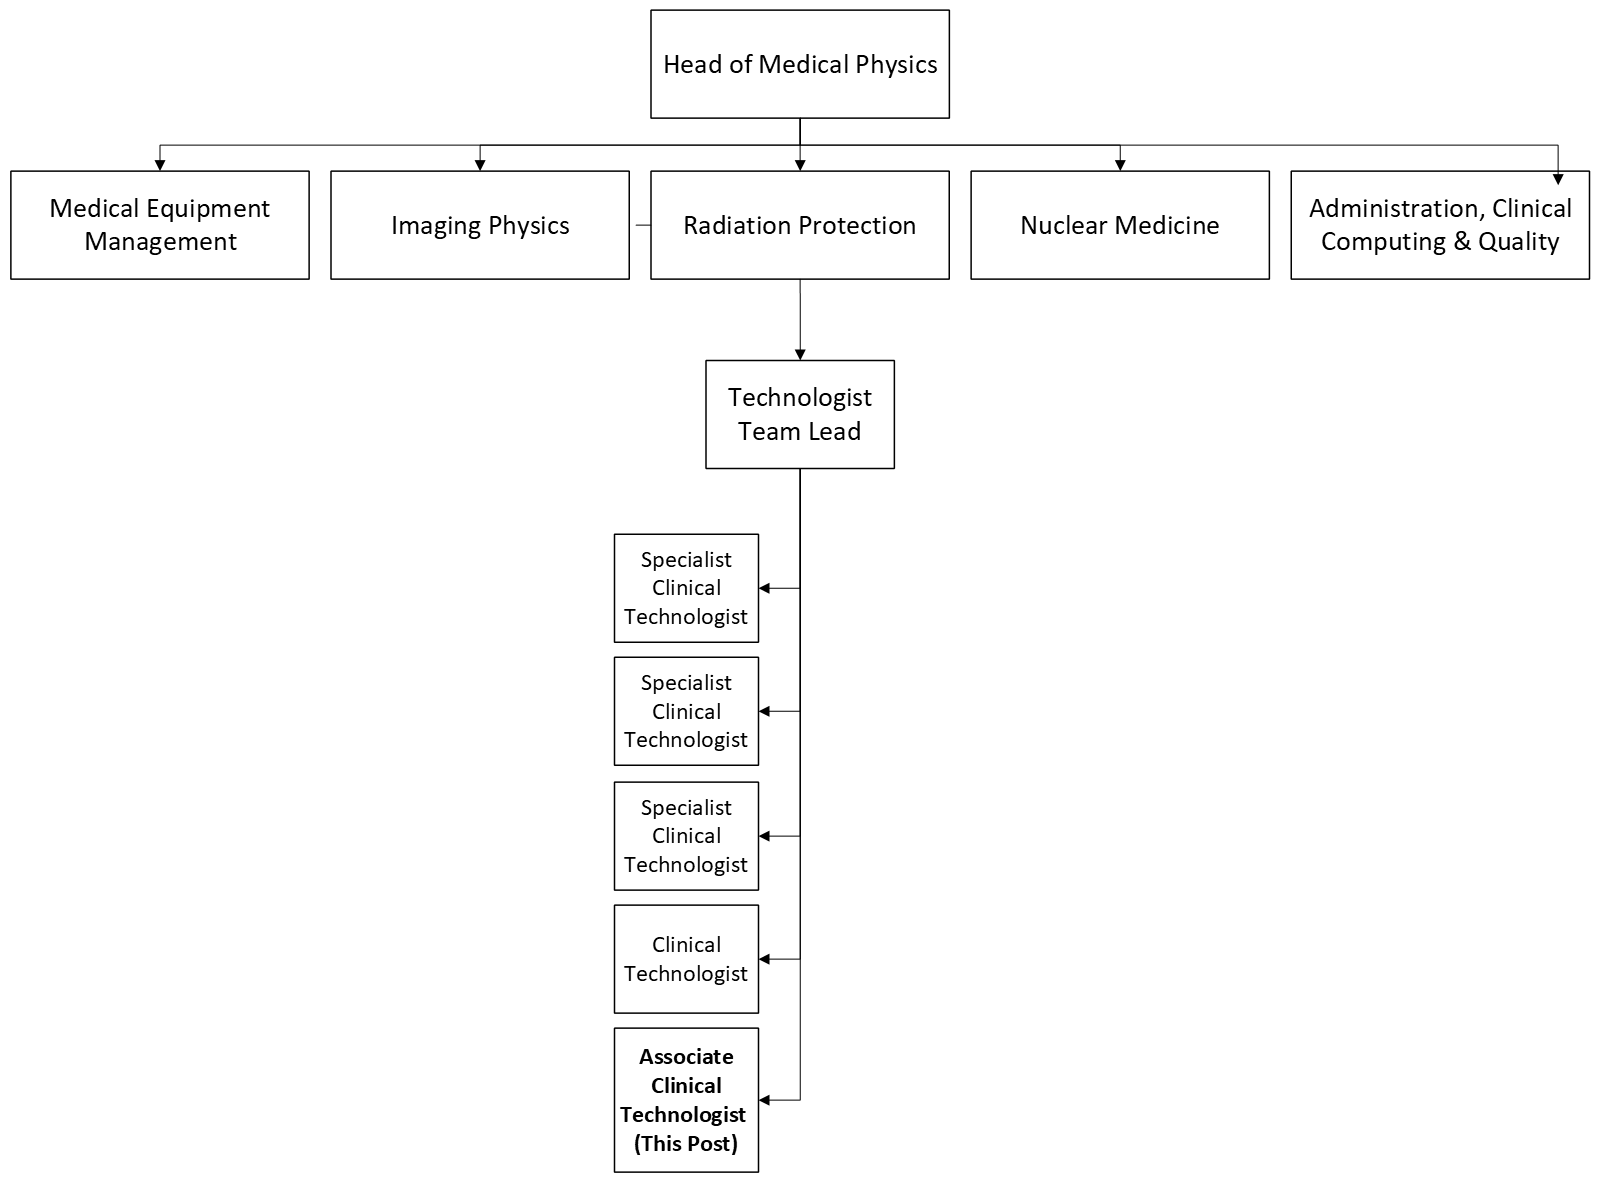 Head of Medical Physics
Medical Equipment
Management
Imaging Physics
Radiation Protection
Nuclear Medicine
Administration, Clinical
Computing & Quality
Technologist
Team Lead
Specialist
Clinical
Technologist
Specialist
Clinical
Technologist
Specialist
Clinical
Technologist
Clinical
Technologist
Associate
Clinical
Technologist
(This Post)